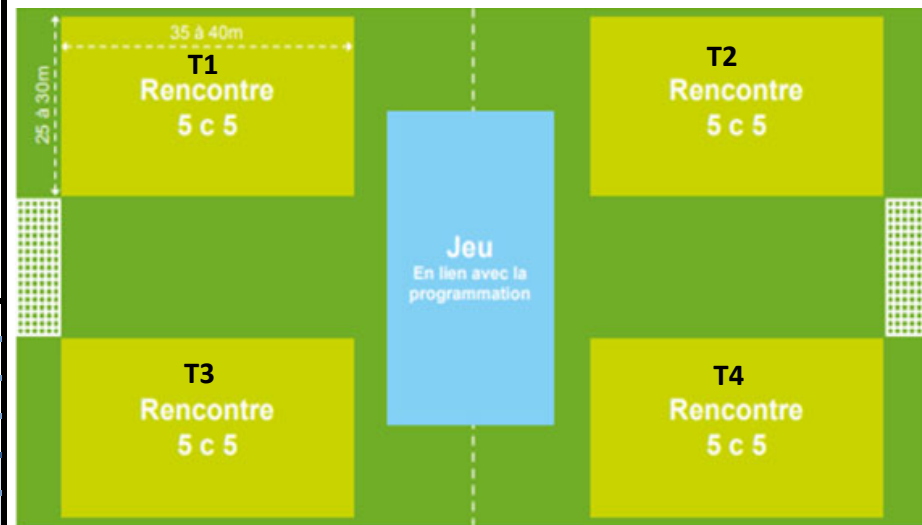 35 à 40m
25 à 30m
T1
Rencontre
5 c 5
T2
Rencontre
5 c 5
Jeu
En lien avec la
programmation
T3
Rencontre
5 c 5
T4
Rencontre
5 c 5